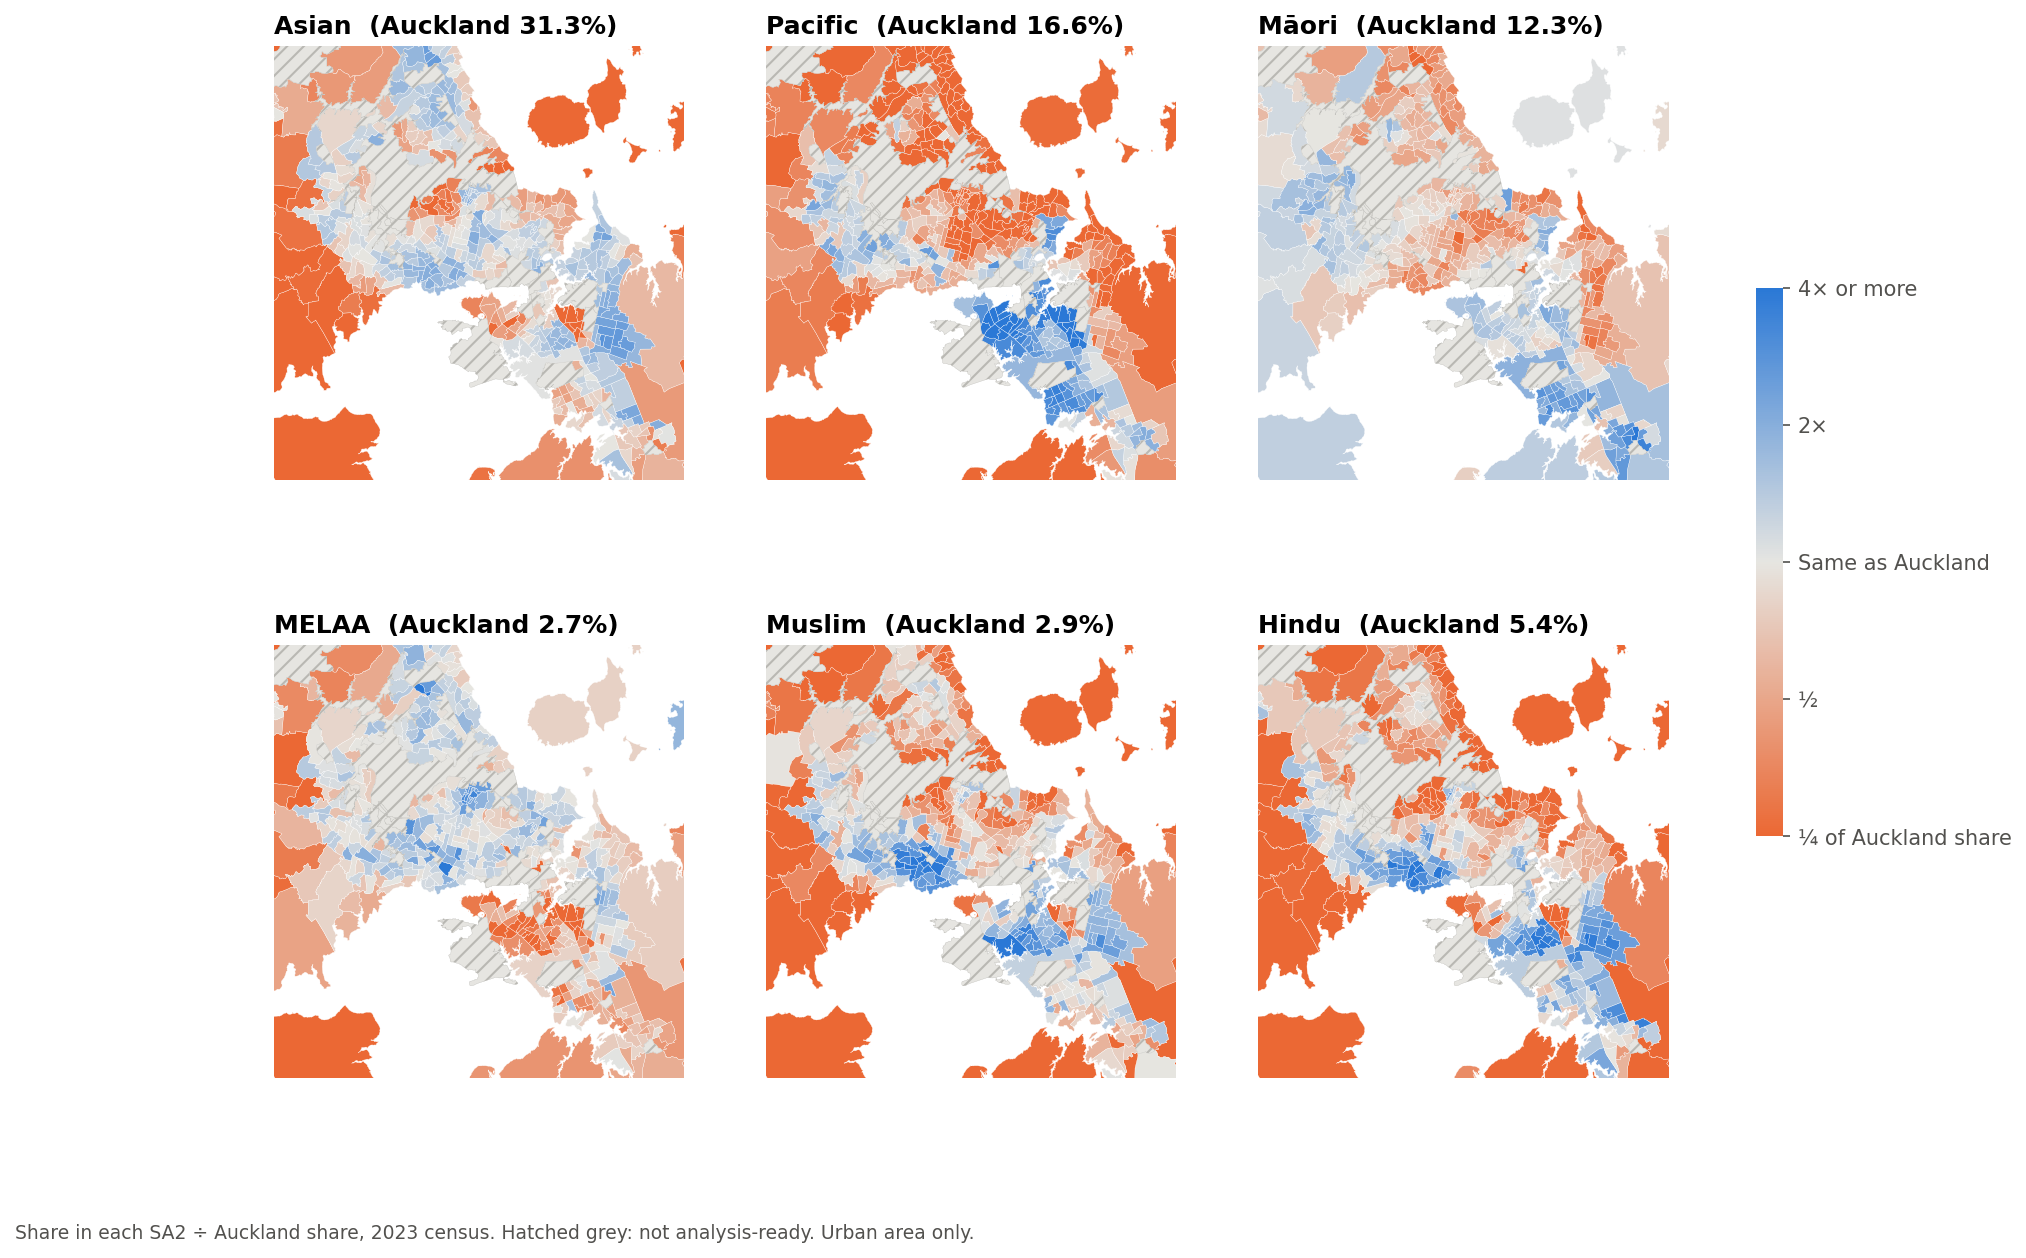 Asian  (Auckland 31.3%)
Pacific  (Auckland 16.6%)
Māori  (Auckland 12.3%)
4× or more
2×
Same as Auckland
½
¼ of Auckland share
MELAA  (Auckland 2.7%)
Muslim  (Auckland 2.9%)
Hindu  (Auckland 5.4%)
Share in each SA2 ÷ Auckland share, 2023 census. Hatched grey: not analysis-ready. Urban area only.